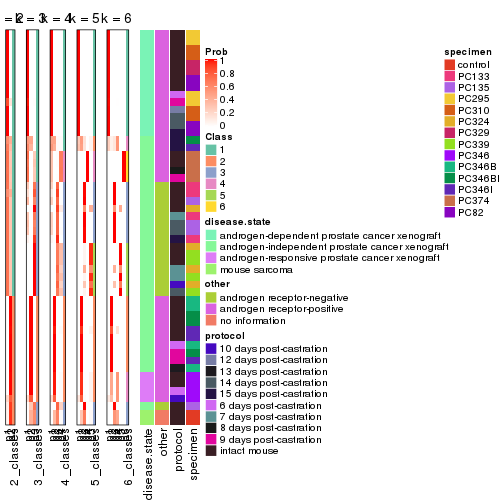 = 2 k = 3 k = 4 k = 5 k = 6
Prob
1
0.8
0.6
0.4
0.2
0
Class
1
2
3
4
5
6
disease.state
androgen-dependent prostate cancer xenograft
androgen-independent prostate cancer xenograft
androgen-responsive prostate cancer xenograft
mouse sarcoma
other
androgen receptor-negative
androgen receptor-positive
no information
protocol
10 days post-castration
12 days post-castration
13 days post-castration
14 days post-castration
15 days post-castration
6 days post-castration
7 days post-castration
8 days post-castration
9 days post-castration
intact mouse
specimen
control
PC133
PC135
PC295
PC310
PC324
PC329
PC339
PC346
PC346B
PC346BI
PC346I
PC374
PC82
2_classes
3_classes
4_classes
5_classes
6_classes
disease.state
other
protocol
specimen